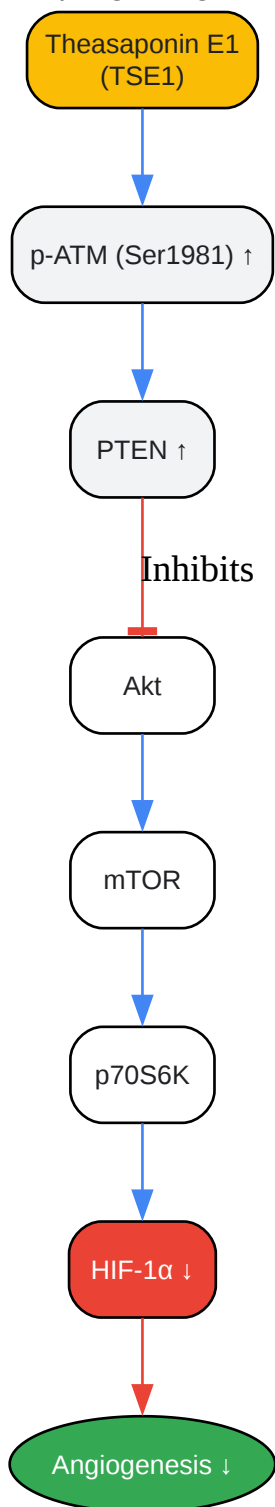 Theasaponin E1
(TSE1)
p-ATM (Ser1981) ↑
PTEN ↑
Inhibits
Akt
mTOR
p70S6K
HIF-1α ↓
Angiogenesis ↓